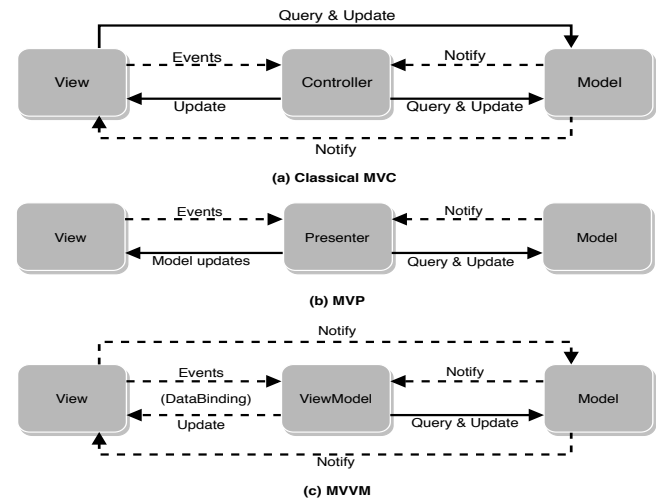 Query & Update
Events
Notify
View
Controller
Model
Update
Query & Update
Notify
(a) Classical MVC
Events
Notify
View
Presenter
Model
Model updates
Query & Update
(b) MVP
Notify
Events
Notify
View
(DataBinding)
ViewModel
Model
Update
Query & Update
Notify
(c) MVVM